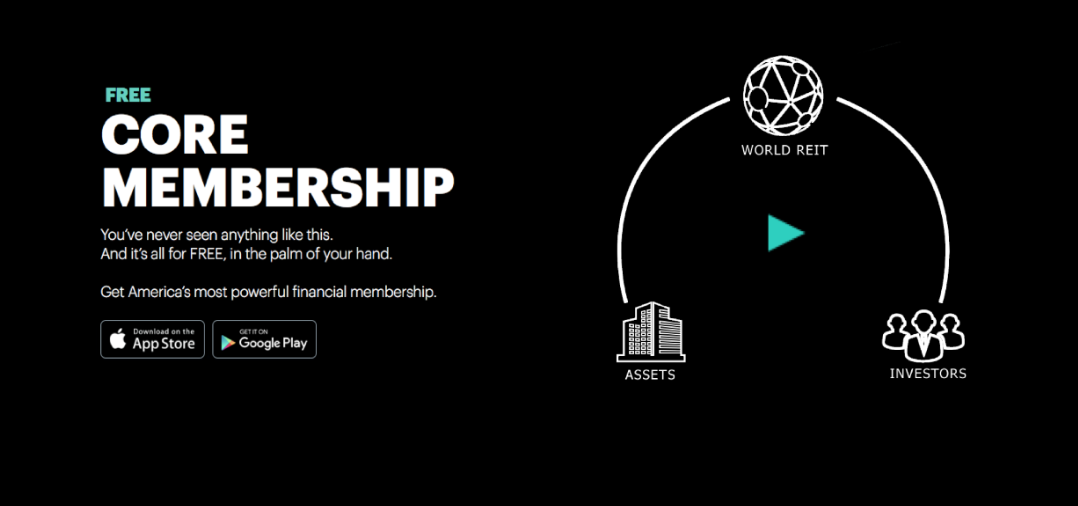 FREE
CORE
MEMBERSHIP
You've never seen anything like this.
And it's all for FREE, in the palm of your hand.
Get America's most powerful financial membership.
Download on the
App Store
GET IT ON
Google Play
WORLD REIT
ASSETS
INVESTORS